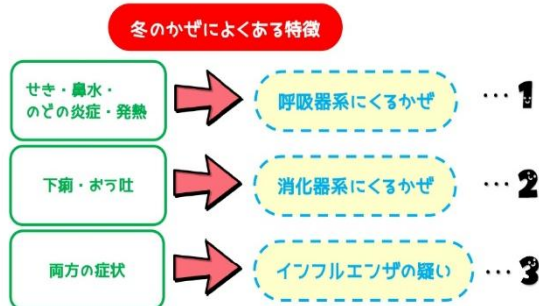 冬のかぜによくある特徴
せき・鼻水・
のどの炎症・発熱
呼吸器系にくるかぜ
…1
下痢・おう吐
消化器系にくるかぜ
…2
両方の症状
インフルエンザの疑い
…3